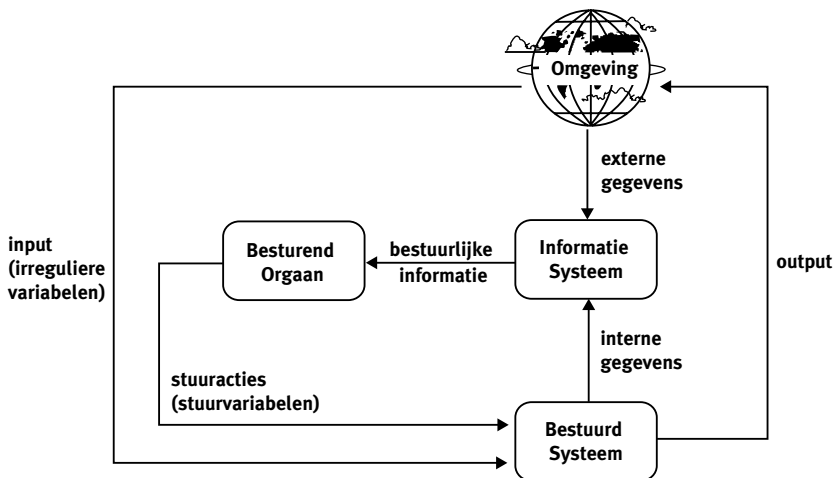 Omgeving
externe
gegevens
input
(irreguliere
variabelen)
Besturend
Orgaan
bestuurlijke
informatie
Informatie
Systeem
output
interne
gegevens
stuuracties
(stuurvariabelen)
Bestuurd
Systeem